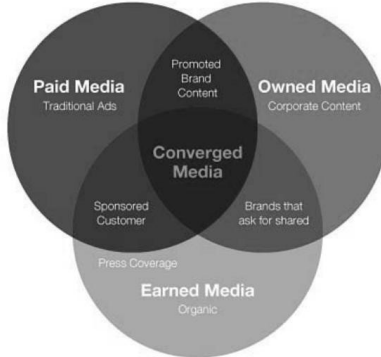 Promoted
Brand
Content
Paid Media
Traditional Ads
Owned Media
Corporate Content
Converged
Media
Sponsored
Customer
Brands that
ask for shared
Press Coverage
Earned Media
Organic